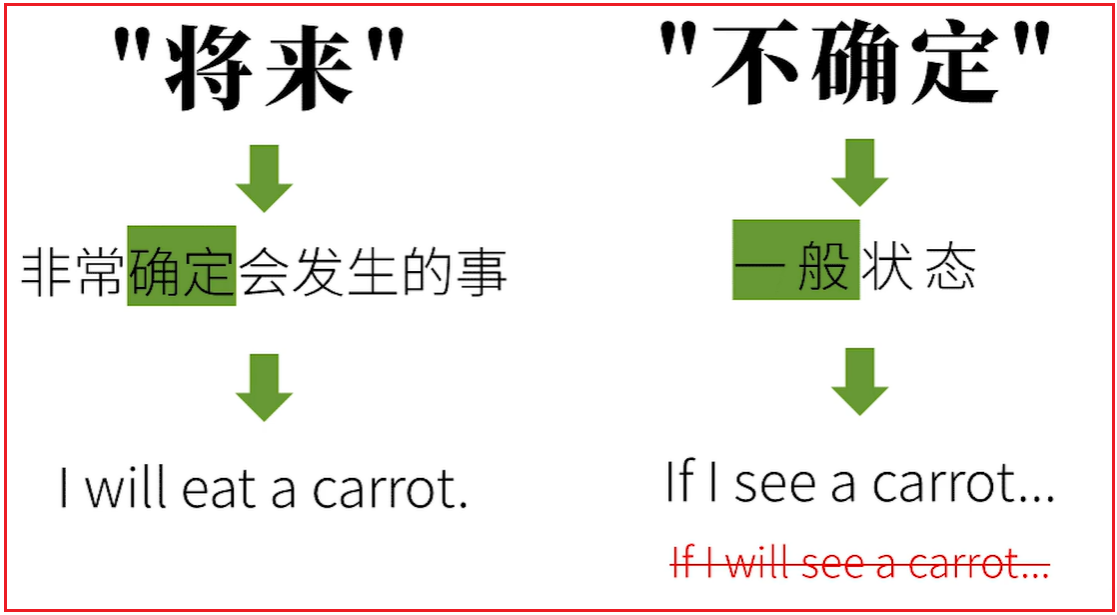 "将来"
非常确定会发生的事
I will eat a carrot.
"不确定"
一般状态
If I see a carrot...
If I will see a carrot...